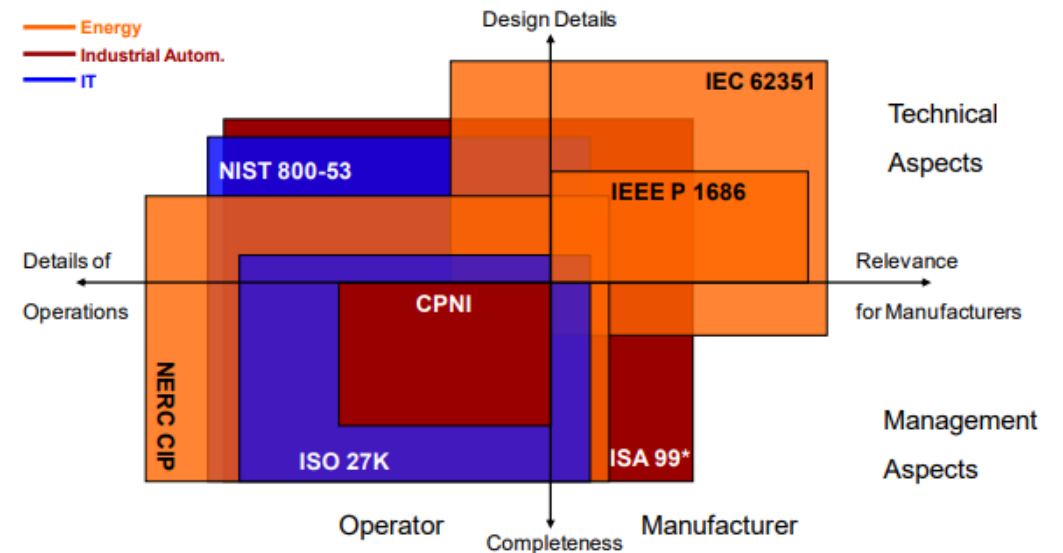 Design Details
Energy
Industrial Autom.
IT
IEC 62351
Technical
Aspects
NIST 800-53
IEEE P 1686
Details of
Operations
Relevance
for Manufacturers
CPNI
NERC CIP
ISO 27K
ISA 99*
Management
Aspects
Operator
Manufacturer
Completeness